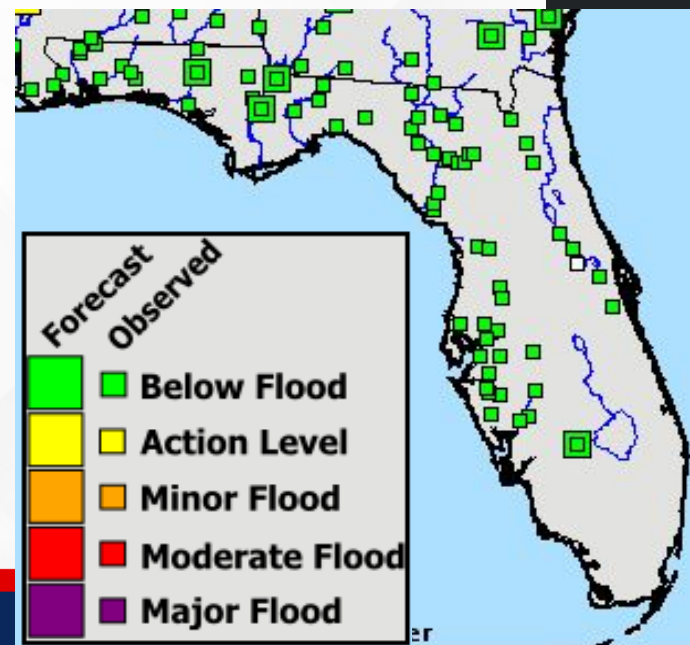 Forecast
Observed
Below Flood
Action Level
Minor Flood
Moderate Flood
Major Flood